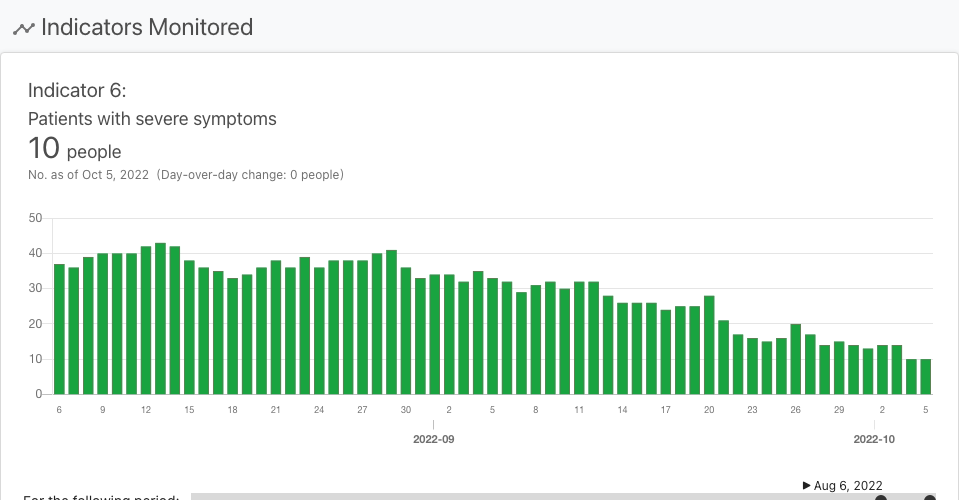 Indicators Monitored
Indicator 6:
Patients with severe symptoms
10 people
No. as of Oct 5, 2022 (Day-over-day change: 0 people)
50
40
30
20
10
0
6 9 12 15 18 21 24 27 30 2 5 8 11 14 17 20 23 26 29 2 5
2022-09 2022-10
▶ Aug 6, 2022
For the following period: